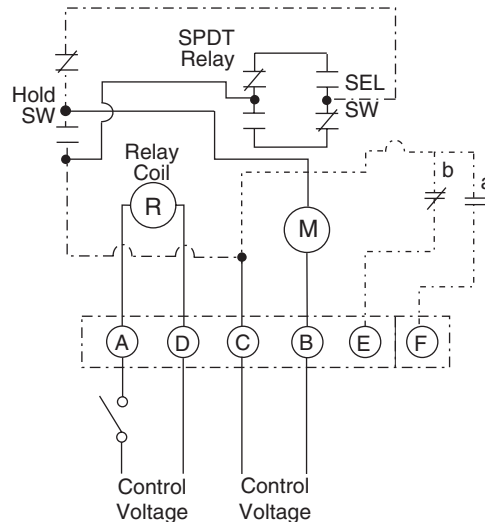 SPDT
Relay
SEL
SW
Hold
SW
Relay
Coil
R
M
b
a
A
D
C
B
E
F
Control
Voltage
Control
Voltage